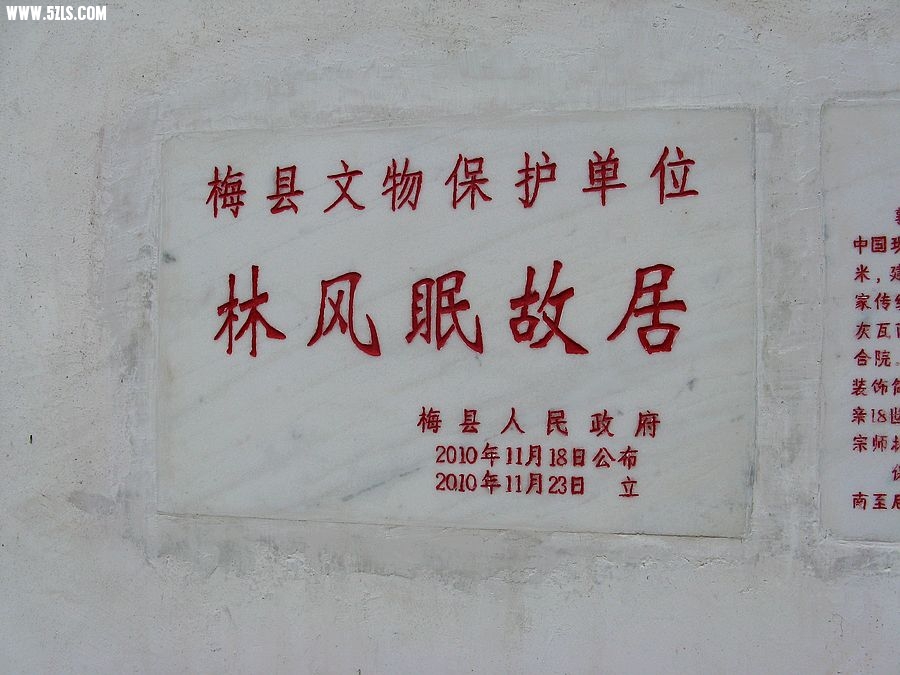 WWW.5ZLS.COM
梅县文物保护单位
林风眠故居
梅县人民政府
2010年11月18日公布
2010年11月23日 立
中国现
米，建
家传统
灰瓦
合院。
装饰简
亲18
宗师
南至后